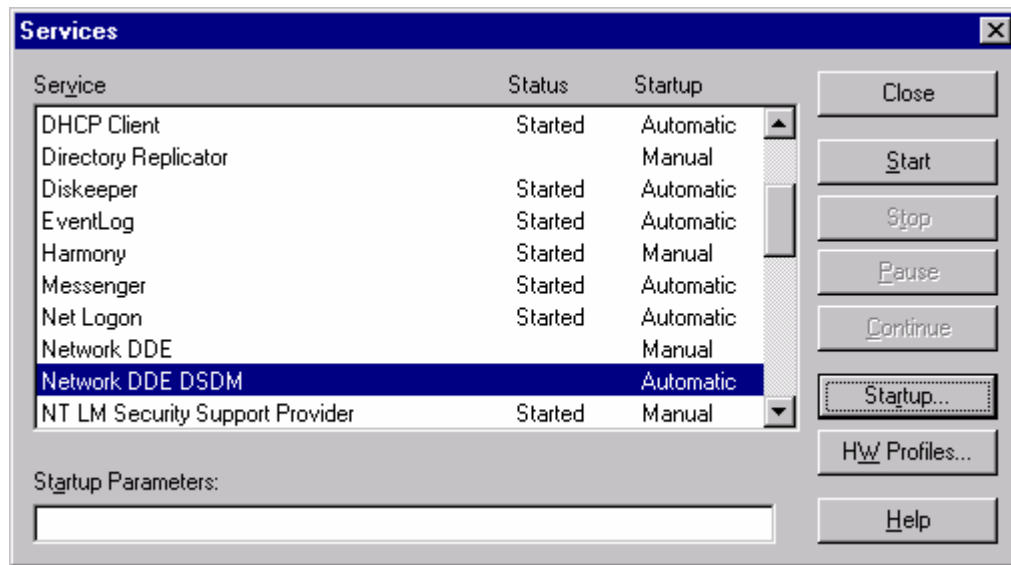 Services
Service Status Startup
DHCP Client Started Automatic
Directory Replicator Manual
Diskeeper Started Automatic
EventLog Started Automatic
Harmony Started Manual
Messenger Started Automatic
Net Logon Started Automatic
Network DDE Manual
Network DDE DSDM Automatic
NT LM Security Support Provider Started Manual
Startup Parameters:
Close
Start
Stop
Pause
Continue
Startup...
HW Profiles...
Help